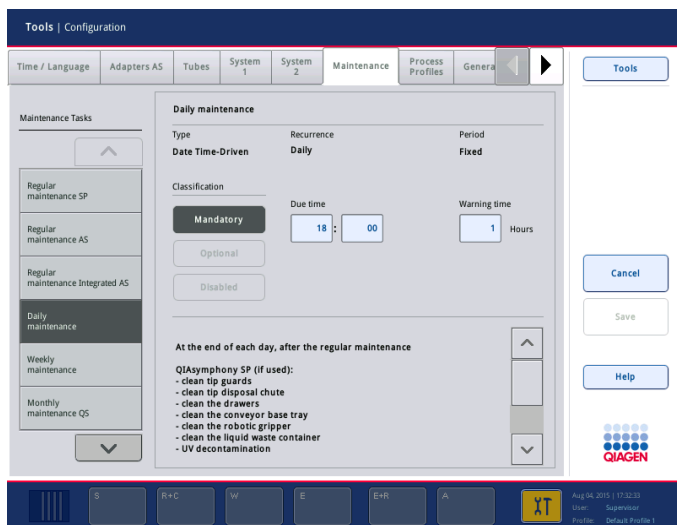 Tools | Configuration
Time / Language
Adapters AS
Tubes
System
1
System
2
Maintenance
Process
Profiles
Genera
Tools
Maintenance Tasks
Regular
maintenance SP
Regular
maintenance AS
Regular
maintenance Integrated AS
Daily
maintenance
Weekly
maintenance
Monthly
maintenance QS
Daily maintenance
Type
Recurrence
Period
Date Time-Driven
Daily
Fixed
Classification
Due time
Warning time
Mandatory
18 : 00
1 Hours
Optional
Disabled
At the end of each day, after the regular maintenance
QIAsymphony SP (if used):
- clean tip guards
- clean tip disposal chute
- clean the drawers
- clean the conveyor base tray
- clean the robotic gripper
- clean the liquid waste container
- UV decontamination
Cancel
Save
Help
QIAGEN
S
R+C
W
E
E+R
A
Aug 04, 2015 | 17:32:33
User: Supervisor
Profile: Default Profile 1